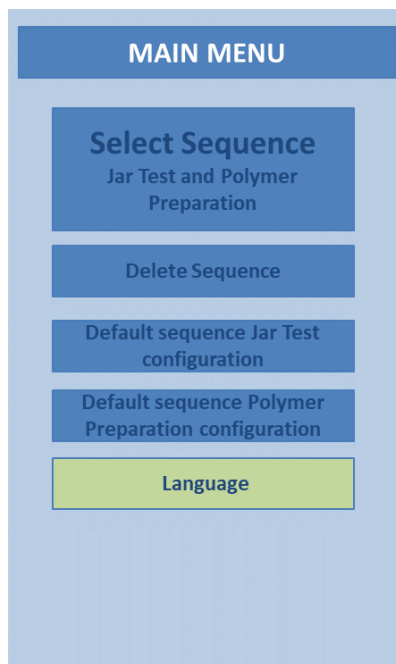 MAIN MENU
Select Sequence
Jar Test and Polymer
Preparation
Delete Sequence
Default sequence Jar Test
configuration
Default sequence Polymer
Preparation configuration
Language